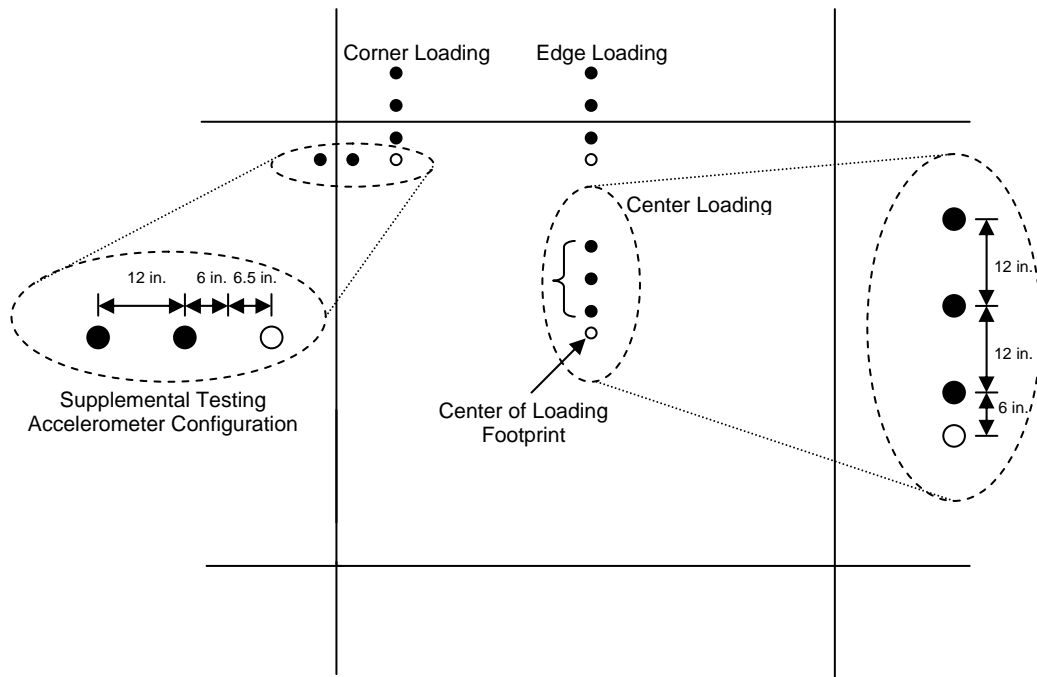 Corner Loading
Edge Loading
Center Loading
12 in.
6 in.
6.5 in.
12 in.
12 in.
6 in.
Supplemental Testing
Accelerometer Configuration
Center of Loading
Footprint